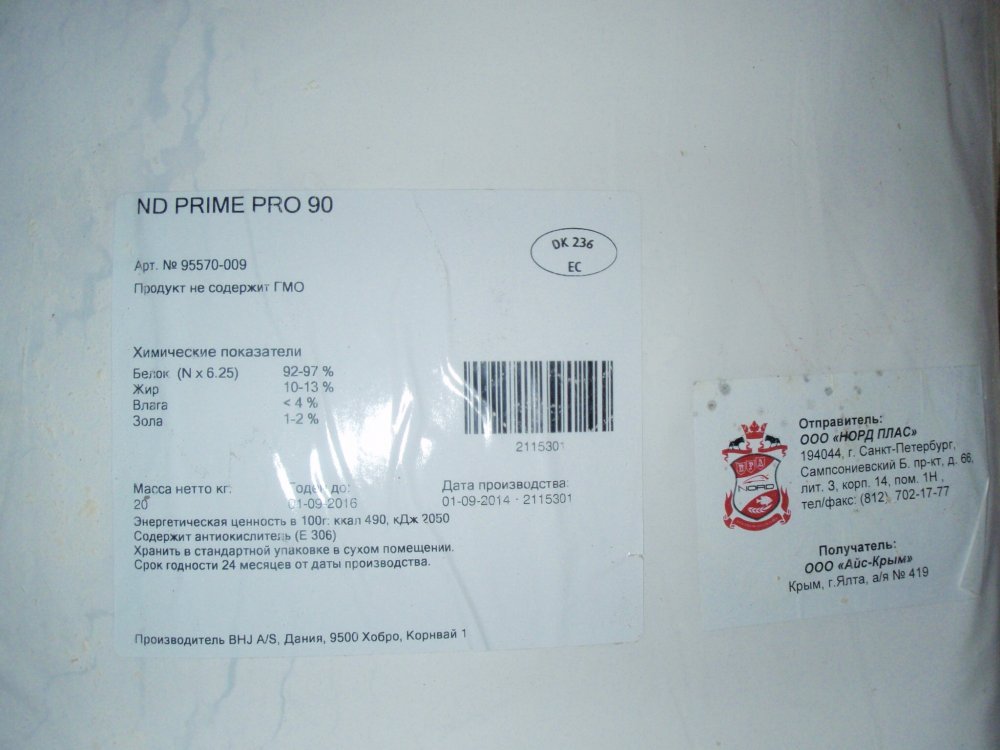 ND PRIME PRO 90
DK 236
EC
Арт. № 95570-009
Продукт не содержит ГМО
Химические показатели
Белок (N x 6.25) 92-97 %
Жир 10-13 %
Влага < 4 %
Зола 1-2 %
2115301
Масса нетто кг: Годен до: Дата производства:
20 01-09-2016 01-09-2014 · 2115301
Энергетическая ценность в 100г: ккал 490, кДж 2050
Содержит антиокислитель (E 306)
Хранить в стандартной упаковке в сухом помещении.
Срок годности 24 месяцев от даты производства.
Производитель BHJ A/S, Дания, 9500 Хобро, Корнвай 1
NORD
Отправитель:
ООО «НОРД ПЛАС»
194044, г. Санкт-Петербург,
Сампсониевский Б. пр-кт, д. 66,
лит. 3, корп. 14, пом. 1Н ,
тел/факс: (812) 702-17-77
Получатель:
ООО «Айс-Крым»
Крым, г.Ялта, а/я № 419